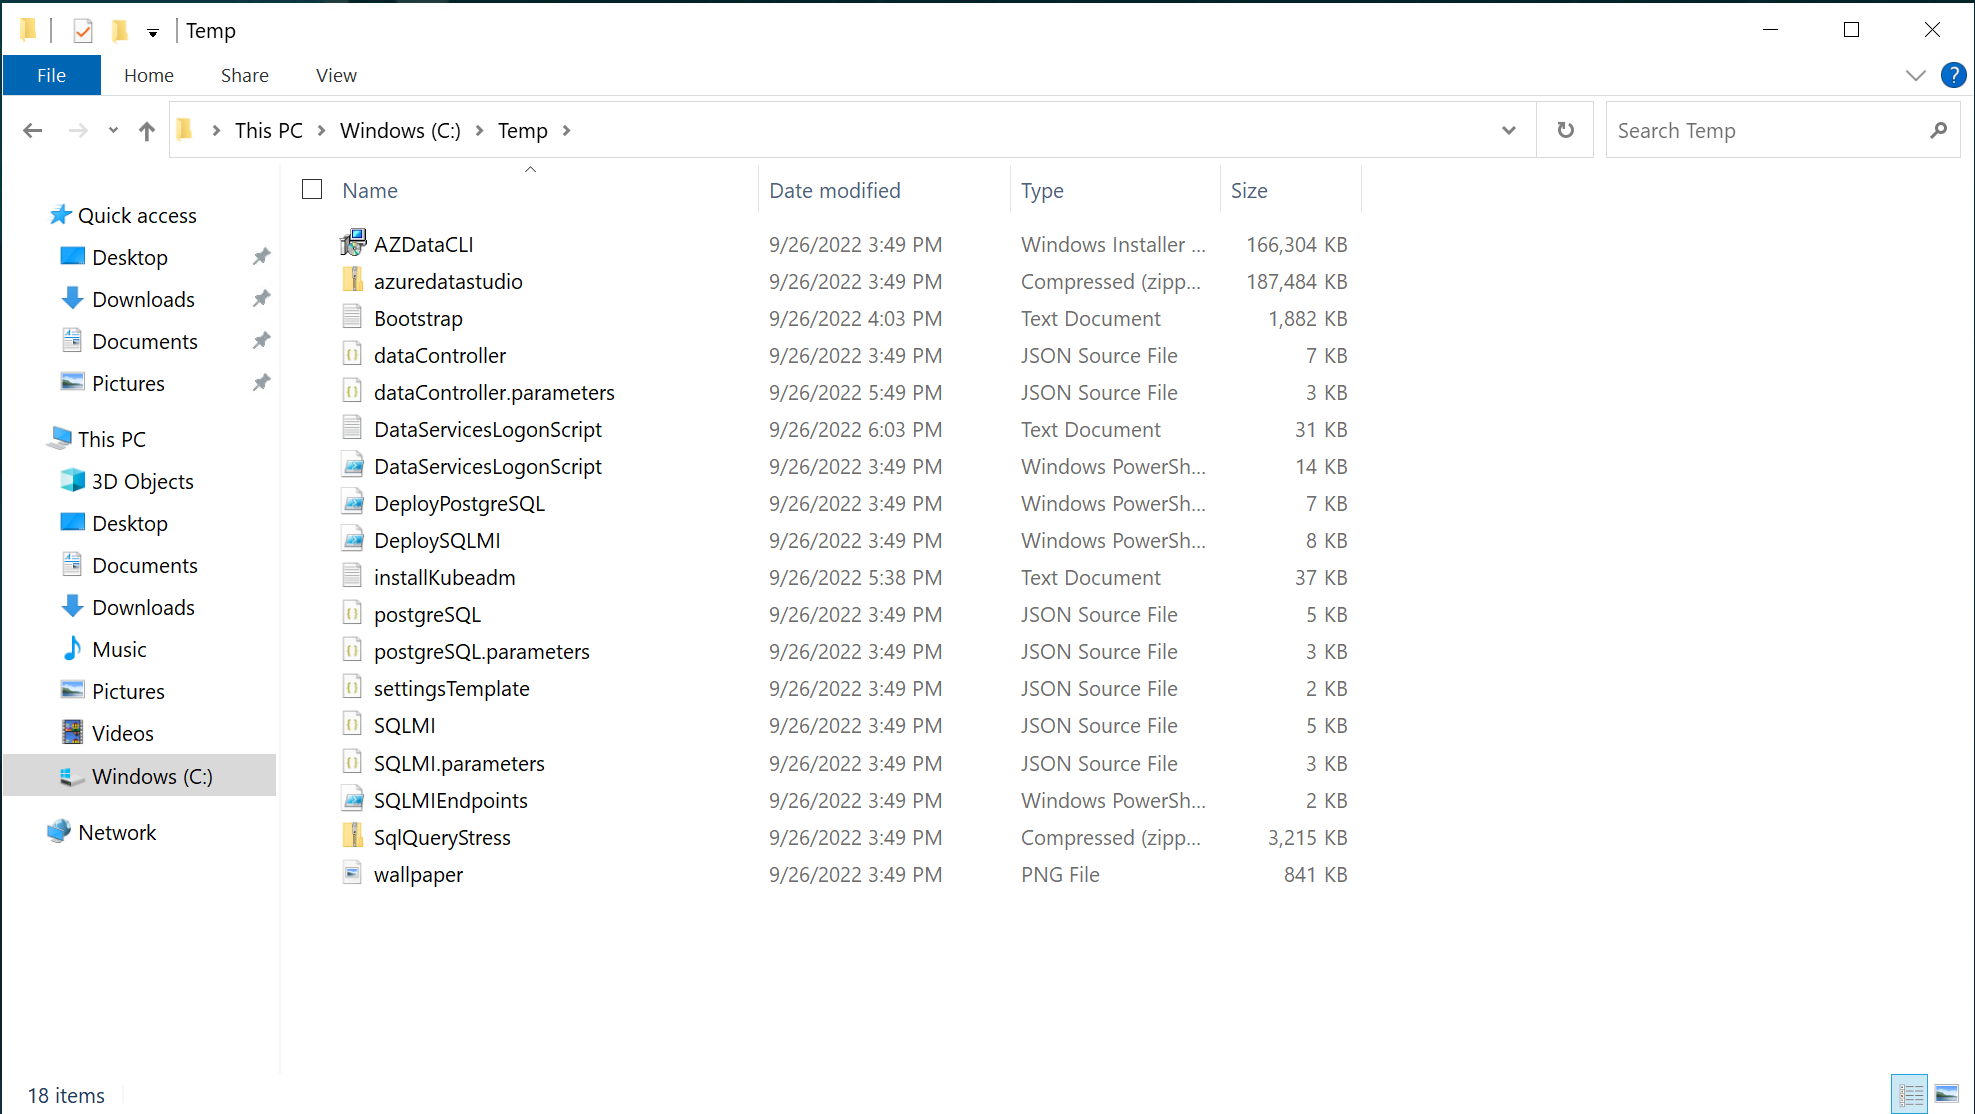 Temp
File Home Share View
This PC Windows (C:) Temp Search Temp
Name Date modified Type Size
Quick access
Desktop
Downloads
Documents
Pictures
This PC
3D Objects
Desktop
Documents
Downloads
Music
Pictures
Videos
Windows (C:)
Network
AZDataCLI 9/26/2022 3:49 PM Windows Installer ... 166,304 KB
azuredatastudio 9/26/2022 3:49 PM Compressed (zipp... 187,484 KB
Bootstrap 9/26/2022 4:03 PM Text Document 1,882 KB
dataController 9/26/2022 3:49 PM JSON Source File 7 KB
dataController.parameters 9/26/2022 5:49 PM JSON Source File 3 KB
DataServicesLogonScript 9/26/2022 6:03 PM Text Document 31 KB
DataServicesLogonScript 9/26/2022 3:49 PM Windows PowerSh... 14 KB
DeployPostgreSQL 9/26/2022 3:49 PM Windows PowerSh... 7 KB
DeploySQLMI 9/26/2022 3:49 PM Windows PowerSh... 8 KB
installKubeadm 9/26/2022 5:38 PM Text Document 37 KB
postgreSQL 9/26/2022 3:49 PM JSON Source File 5 KB
postgreSQL.parameters 9/26/2022 3:49 PM JSON Source File 3 KB
settingsTemplate 9/26/2022 3:49 PM JSON Source File 2 KB
SQLMI 9/26/2022 3:49 PM JSON Source File 5 KB
SQLMI.parameters 9/26/2022 3:49 PM JSON Source File 3 KB
SQLMIEndpoints 9/26/2022 3:49 PM Windows PowerSh... 2 KB
SqlQueryStress 9/26/2022 3:49 PM Compressed (zipp... 3,215 KB
wallpaper 9/26/2022 3:49 PM PNG File 841 KB
18 items